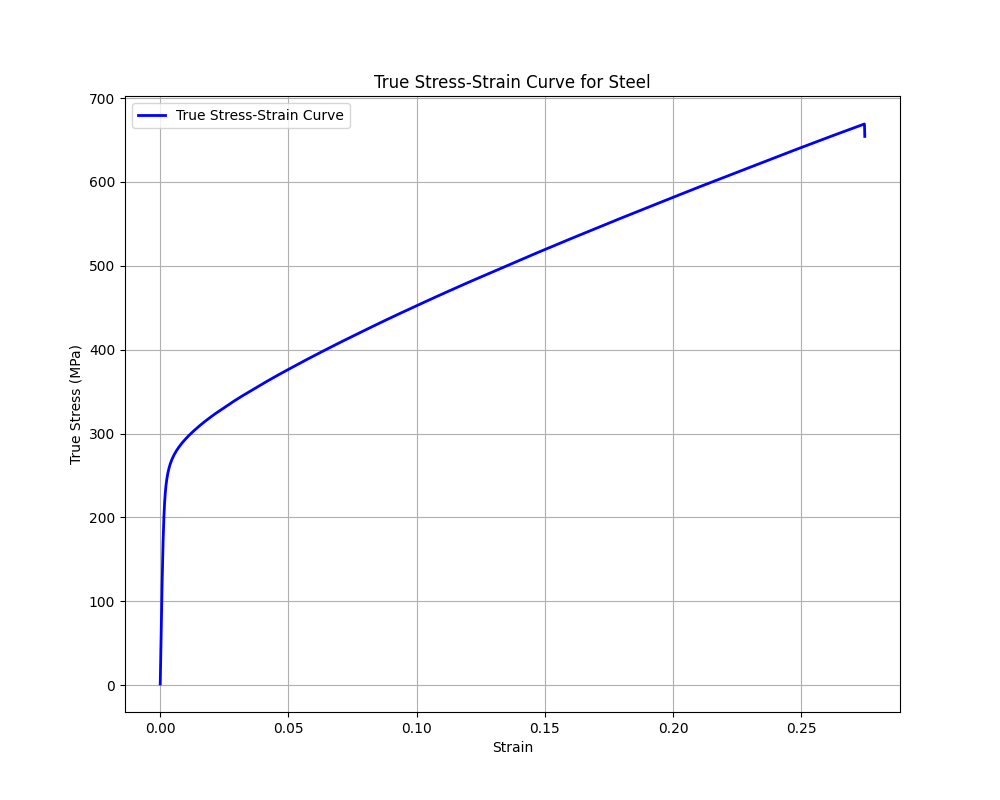 True Stress-Strain Curve for Steel
True Stress-Strain Curve
700
600
500
400
300
200
100
0
True Stress (MPa)
0.00 0.05 0.10 0.15 0.20 0.25
Strain